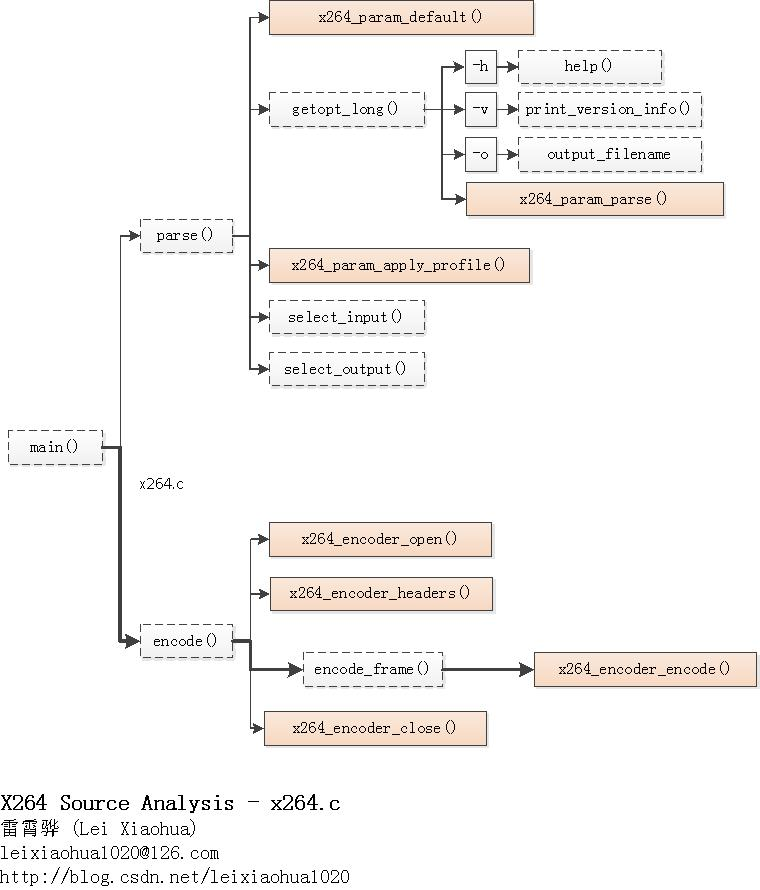 x264_param_default()
-h
help()
getopt_long()
-v
print_version_info()
-o
output_filename
x264_param_parse()
parse()
x264_param_apply_profile()
select_input()
select_output()
main()
x264.c
x264_encoder_open()
x264_encoder_headers()
encode()
encode_frame()
x264_encoder_encode()
x264_encoder_close()
X264 Source Analysis - x264.c
雷霄骅 (Lei Xiaohua)
leixiaohua1020@126.com
http://blog.csdn.net/leixiaohua1020